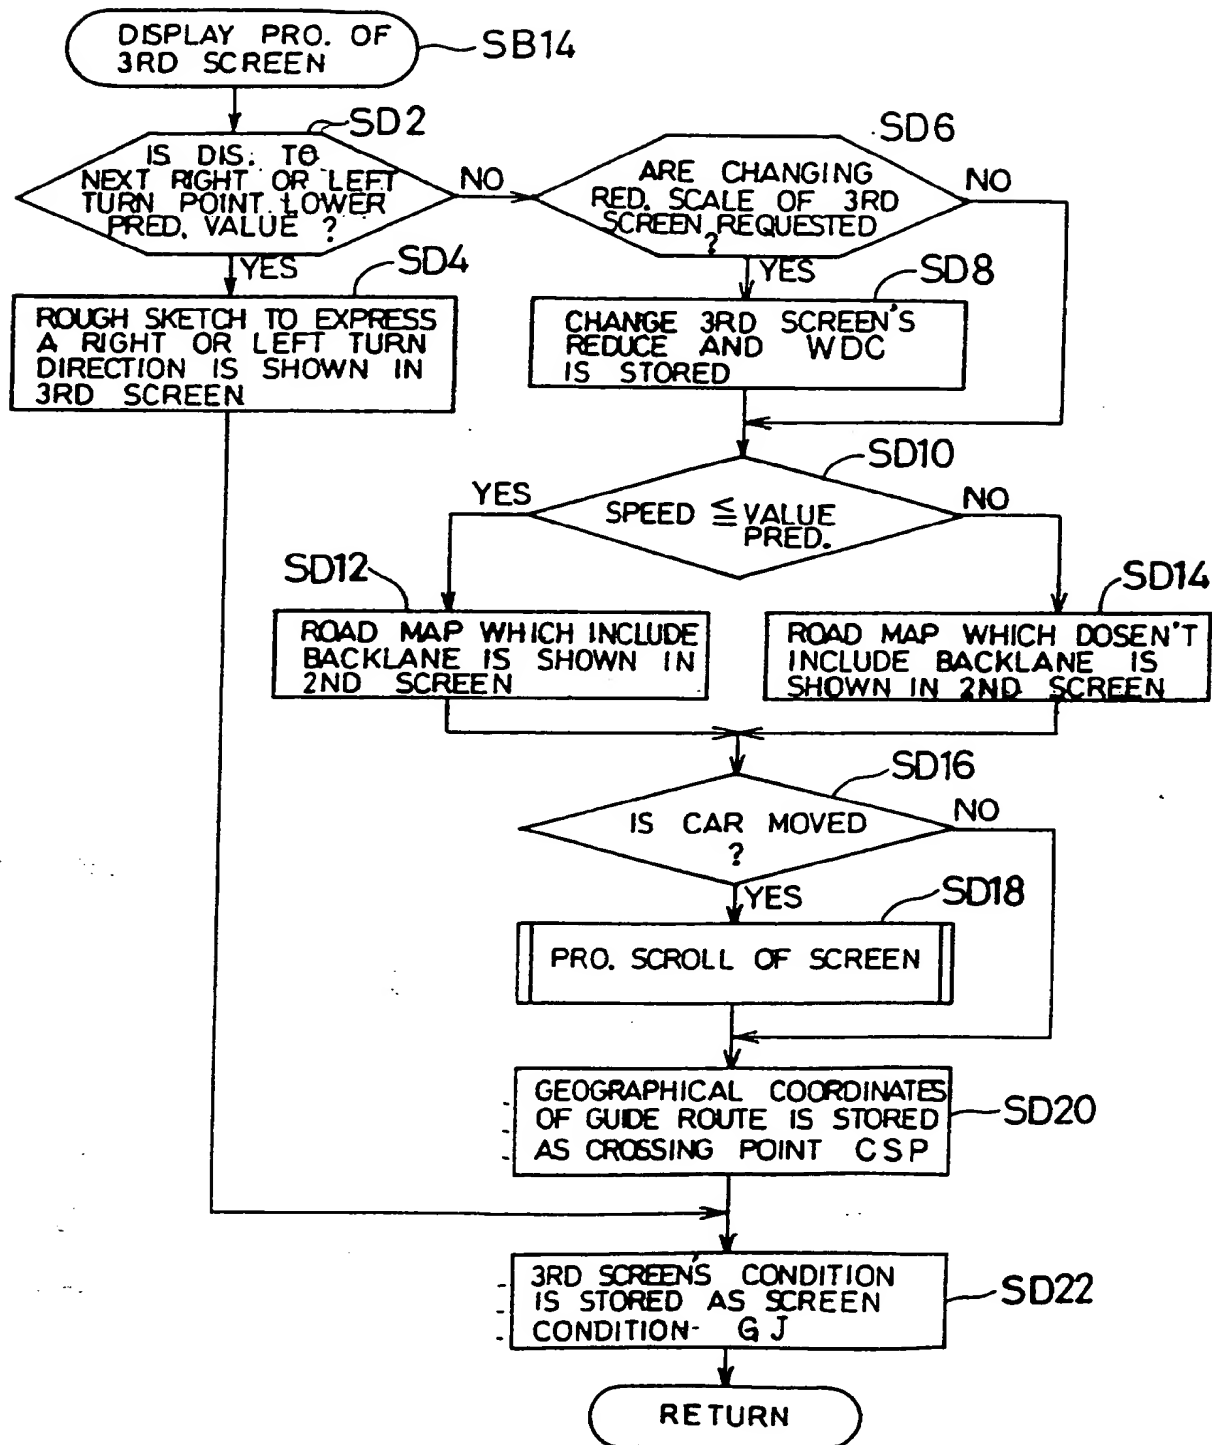 DISPLAY PRO. OF
3RD SCREEN
SB14
SD2
IS DIS. TO
NEXT RIGHT OR LEFT
TURN POINT LOWER
PRED. VALUE ?
NO
YES
SD4
ROUGH SKETCH TO EXPRESS
A RIGHT OR LEFT TURN
DIRECTION IS SHOWN IN
3RD SCREEN
SD6
ARE CHANGING
RED. SCALE OF 3RD
SCREEN REQUESTED
?
NO
YES
SD8
CHANGE 3RD SCREEN'S
REDUCE AND WDC
IS STORED
SD10
SPEED ≦ VALUE
PRED.
YES
NO
SD12
ROAD MAP WHICH INCLUDE
BACKLANE IS SHOWN IN
2ND SCREEN
SD14
ROAD MAP WHICH DOSEN'T
INCLUDE BACKLANE IS
SHOWN IN 2ND SCREEN
SD16
IS CAR MOVED
?
NO
YES
SD18
PRO. SCROLL OF SCREEN
GEOGRAPHICAL COORDINATES
OF GUIDE ROUTE IS STORED
AS CROSSING POINT CSP
SD20
3RD SCREEN'S CONDITION
IS STORED AS SCREEN
CONDITION GJ
SD22
RETURN